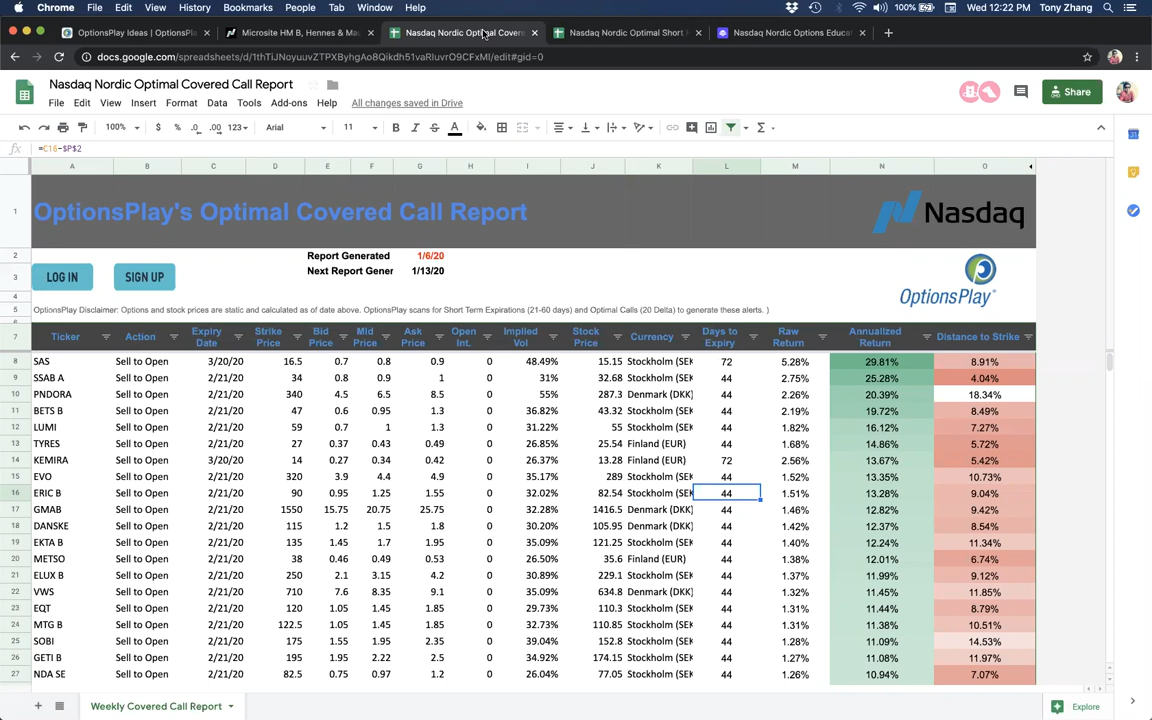 Chrome File Edit View History Bookmarks People Tab Window Help 100% Wed 12:22 PM Tony Zhang
OptionsPlay Ideas | OptionsPla × Microsite HM B, Hennes & Mau × Nasdaq Nordic Optimal Covere × Nasdaq Nordic Optimal Short A × Nasdaq Nordic Options Educat × +
docs.google.com/spreadsheets/d/1thTiJNoyuuvZTPXByhgAo8Qikdh51vaRluvrO9CFxMI/edit#gid=0
Nasdaq Nordic Optimal Covered Call Report
File Edit View Insert Format Data Tools Add-ons Help All changes saved in Drive
Share
100% $ % .0 .00 123 Arial 11 B I S A
fx =C16-$P$2
A B C D E F G H I J K L M N O
1 OptionsPlay's Optimal Covered Call Report Nasdaq
2 Report Generated 1/6/20
3 LOG IN SIGN UP Next Report Gener 1/13/20
OptionsPlay
4
5 OptionsPlay Disclaimer: Options and stock prices are static and calculated as of date above. OptionsPlay scans for Short Term Expirations (21-60 days) and Optimal Calls (20 Delta) to generate these alerts. )
6
7 Ticker Action Expiry Date Strike Price Bid Price Mid Price Ask Price Open Int. Implied Vol Stock Price Currency Days to Expiry Raw Return Annualized Return Distance to Strike
8 SAS Sell to Open 3/20/20 16.5 0.7 0.8 0.9 0 48.49% 15.15 Stockholm (SEK 72 5.28% 29.81% 8.91%
9 SSAB A Sell to Open 2/21/20 34 0.8 0.9 1 0 31% 32.68 Stockholm (SEK 44 2.75% 25.28% 4.04%
10 PNDORA Sell to Open 2/21/20 340 4.5 6.5 8.5 0 55% 287.3 Denmark (DKK) 44 2.26% 20.39% 18.34%
11 BETS B Sell to Open 2/21/20 47 0.6 0.95 1.3 0 36.82% 43.32 Stockholm (SEK 44 2.19% 19.72% 8.49%
12 LUMI Sell to Open 2/21/20 59 0.7 1 1.3 0 31.22% 55 Stockholm (SEK 44 1.82% 16.12% 7.27%
13 TYRES Sell to Open 2/21/20 27 0.37 0.43 0.49 0 26.85% 25.54 Finland (EUR) 44 1.68% 14.86% 5.72%
14 KEMIRA Sell to Open 3/20/20 14 0.27 0.34 0.42 0 26.37% 13.28 Finland (EUR) 72 2.56% 13.67% 5.42%
15 EVO Sell to Open 2/21/20 320 3.9 4.4 4.9 0 35.17% 289 Stockholm (SEK 44 1.52% 13.35% 10.73%
16 ERIC B Sell to Open 2/21/20 90 0.95 1.25 1.55 0 32.02% 82.54 Stockholm (SEK 44 1.51% 13.28% 9.04%
17 GMAB Sell to Open 2/21/20 1550 15.75 20.75 25.75 0 32.28% 1416.5 Denmark (DKK) 44 1.46% 12.82% 9.42%
18 DANSKE Sell to Open 2/21/20 115 1.2 1.5 1.8 0 30.20% 105.95 Denmark (DKK) 44 1.42% 12.37% 8.54%
19 EKTA B Sell to Open 2/21/20 135 1.45 1.7 1.95 0 35.09% 121.25 Stockholm (SEK 44 1.40% 12.24% 11.34%
20 METSO Sell to Open 2/21/20 38 0.46 0.49 0.53 0 26.50% 35.6 Finland (EUR) 44 1.38% 12.01% 6.74%
21 ELUX B Sell to Open 2/21/20 250 2.1 3.15 4.2 0 30.89% 229.1 Stockholm (SEK 44 1.37% 11.99% 9.12%
22 VWS Sell to Open 2/21/20 710 7.6 8.35 9.1 0 35.09% 634.8 Denmark (DKK) 44 1.32% 11.45% 11.85%
23 EQT Sell to Open 2/21/20 120 1.05 1.45 1.85 0 29.73% 110.3 Stockholm (SEK 44 1.31% 11.44% 8.79%
24 MTG B Sell to Open 2/21/20 122.5 1.05 1.45 1.85 0 32.73% 110.85 Stockholm (SEK 44 1.31% 11.38% 10.51%
25 SOBI Sell to Open 2/21/20 175 1.55 1.95 2.35 0 39.04% 152.8 Stockholm (SEK 44 1.28% 11.09% 14.53%
26 GETI B Sell to Open 2/21/20 195 1.95 2.22 2.5 0 34.92% 174.15 Stockholm (SEK 44 1.27% 11.08% 11.97%
27 NDA SE Sell to Open 2/21/20 82.5 0.75 0.97 1.2 0 26.04% 77.05 Stockholm (SEK 44 1.26% 10.94% 7.07%
+ Weekly Covered Call Report Explore